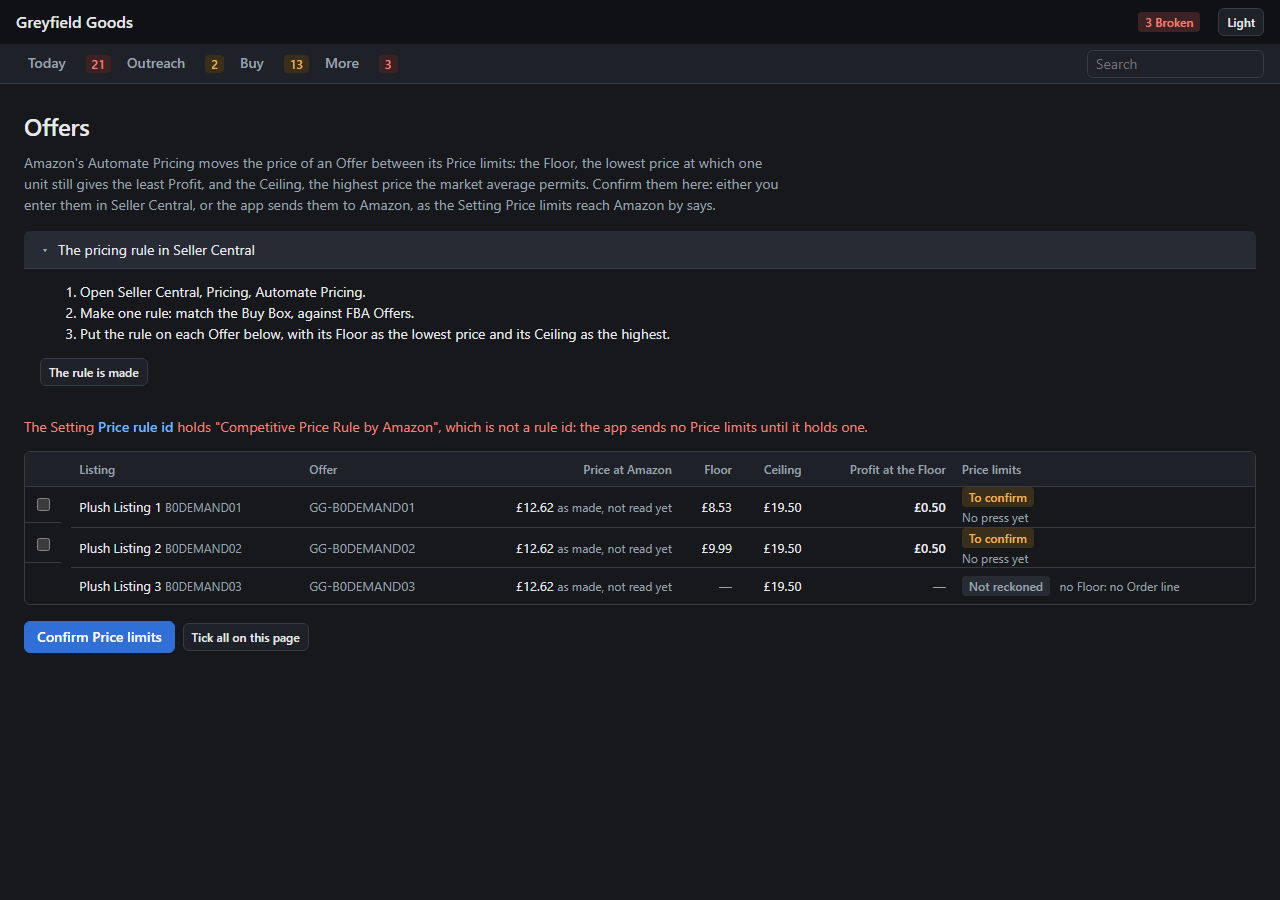 Greyfield Goods
3 Broken
Light
Today 21 Outreach 2 Buy 13 More 3
Search
Offers
Amazon's Automate Pricing moves the price of an Offer between its Price limits: the Floor, the lowest price at which one
unit still gives the least Profit, and the Ceiling, the highest price the market average permits. Confirm them here: either you
enter them in Seller Central, or the app sends them to Amazon, as the Setting Price limits reach Amazon by says.
The pricing rule in Seller Central
1. Open Seller Central, Pricing, Automate Pricing.
2. Make one rule: match the Buy Box, against FBA Offers.
3. Put the rule on each Offer below, with its Floor as the lowest price and its Ceiling as the highest.
The rule is made
The Setting Price rule id holds "Competitive Price Rule by Amazon", which is not a rule id: the app sends no Price limits until it holds one.
Listing Offer Price at Amazon Floor Ceiling Profit at the Floor Price limits
Plush Listing 1 B0DEMAND01 GG-B0DEMAND01 £12.62 as made, not read yet £8.53 £19.50 £0.50 To confirm
No press yet
Plush Listing 2 B0DEMAND02 GG-B0DEMAND02 £12.62 as made, not read yet £9.99 £19.50 £0.50 To confirm
No press yet
Plush Listing 3 B0DEMAND03 GG-B0DEMAND03 £12.62 as made, not read yet — £19.50 — Not reckoned no Floor: no Order line
Confirm Price limits
Tick all on this page